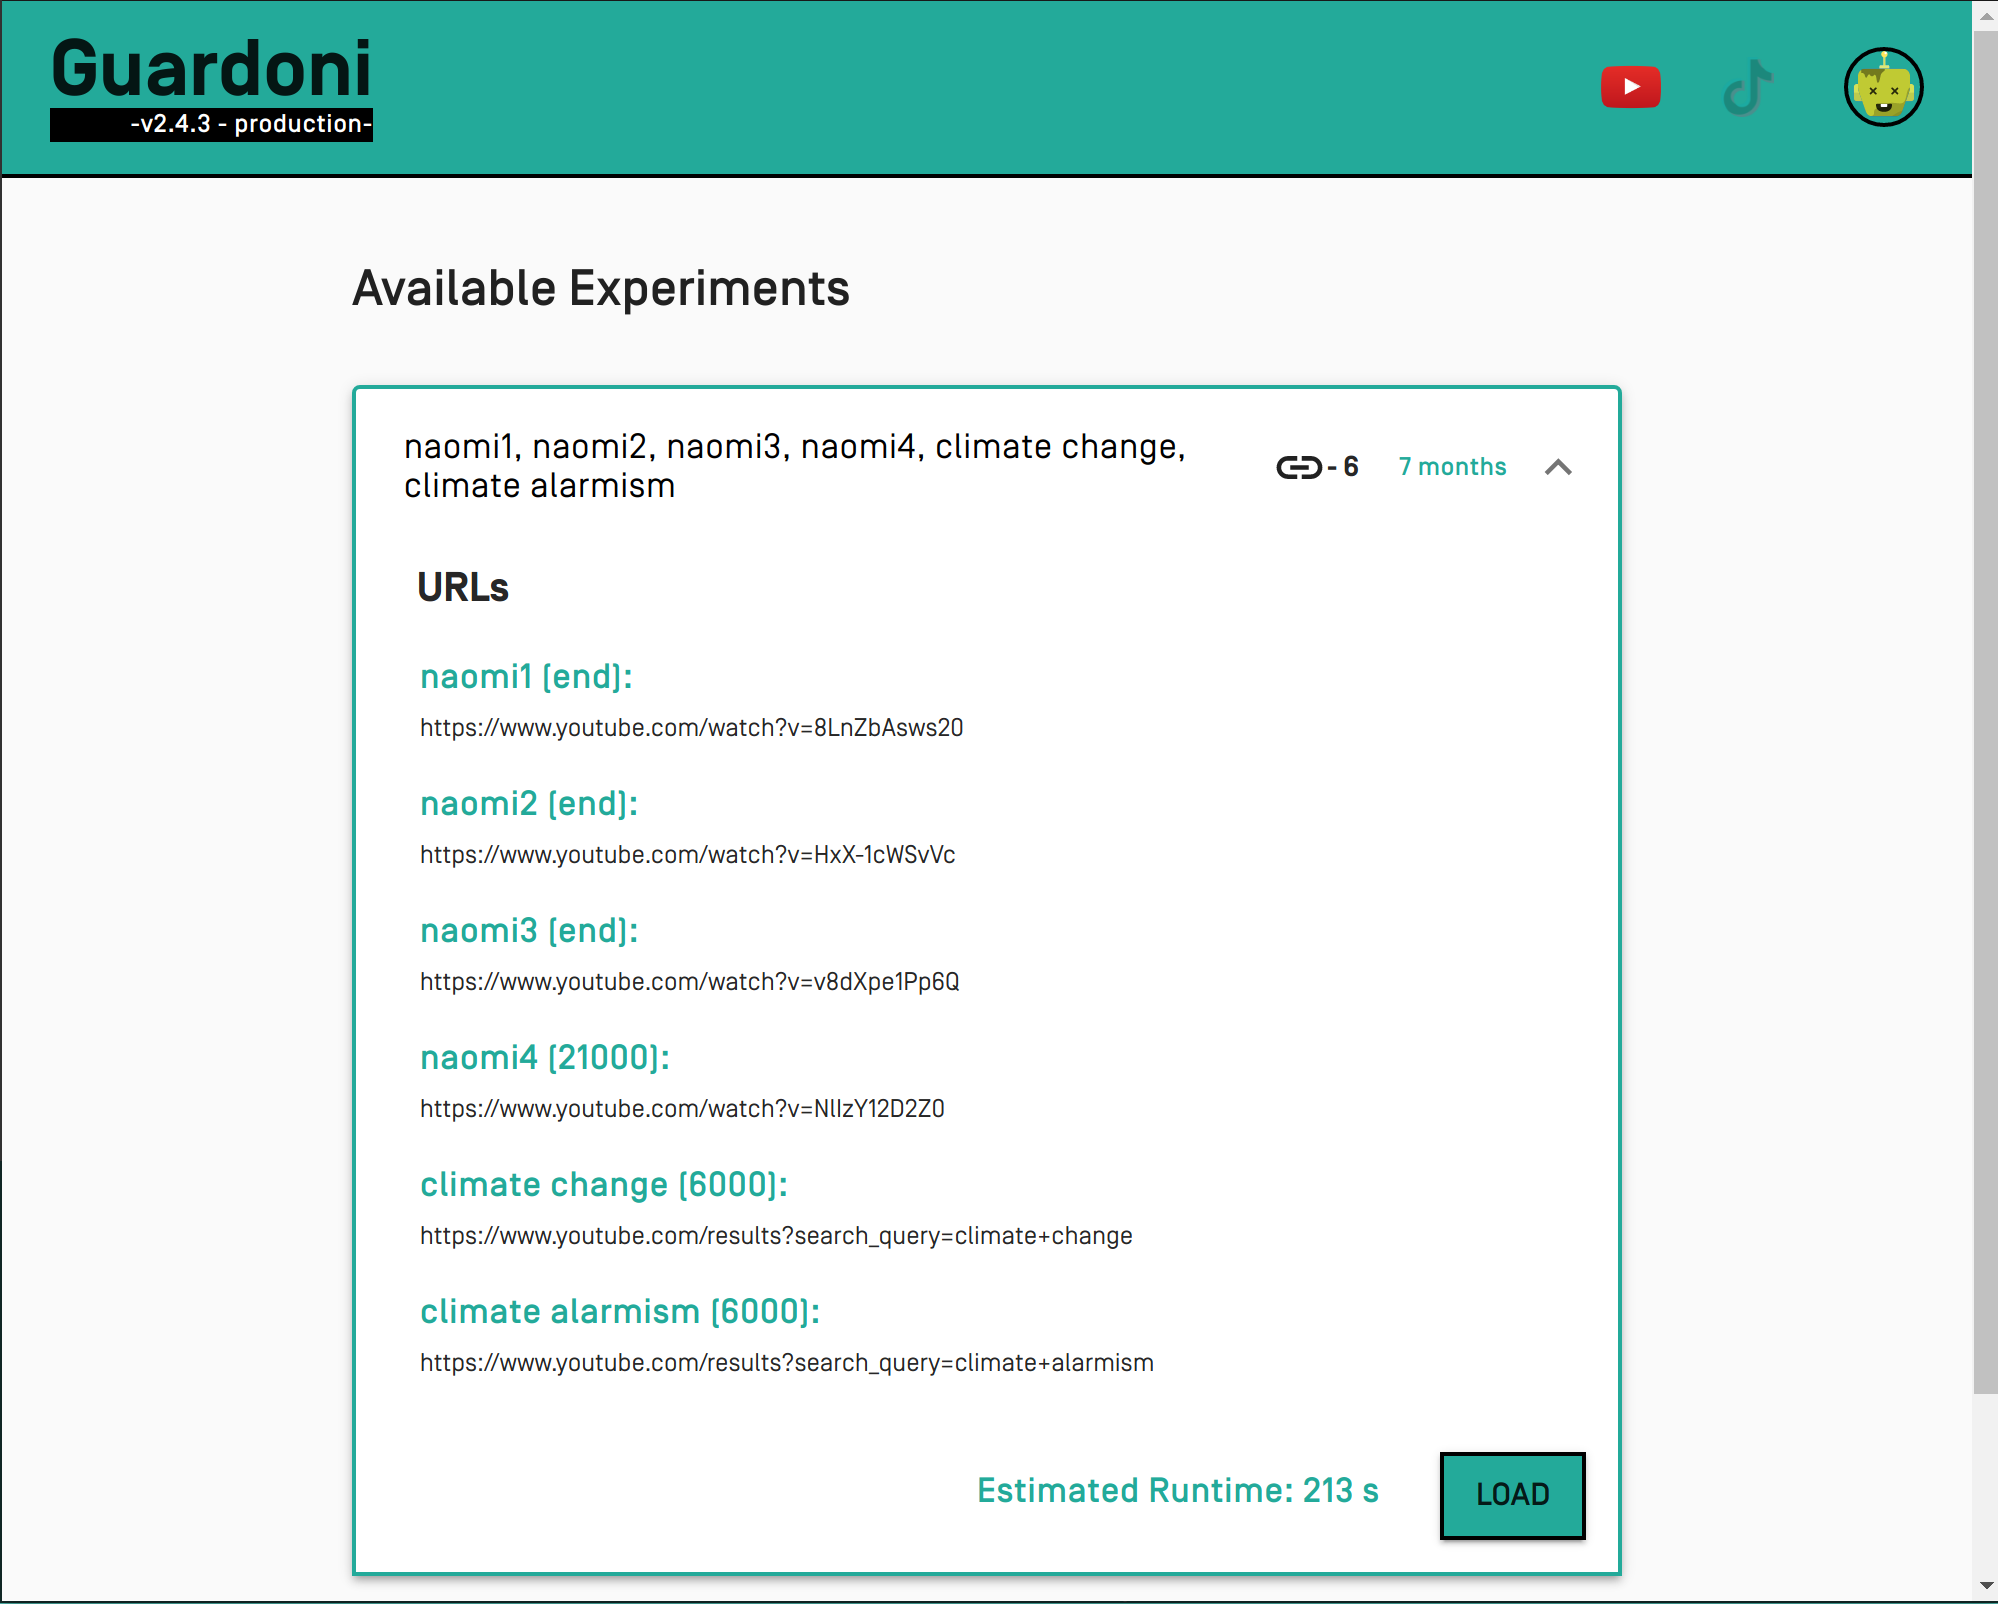 Guardoni
-v2.4.3 - production-
Available Experiments
naomi1, naomi2, naomi3, naomi4, climate change,
climate alarmism
- 6
7 months
URLs
naomi1 (end):
https://www.youtube.com/watch?v=8LnZbAsws20
naomi2 (end):
https://www.youtube.com/watch?v=HxX-1cWSvVc
naomi3 (end):
https://www.youtube.com/watch?v=v8dXpe1Pp6Q
naomi4 (21000):
https://www.youtube.com/watch?v=NlIzY12D2Z0
climate change (6000):
https://www.youtube.com/results?search_query=climate+change
climate alarmism (6000):
https://www.youtube.com/results?search_query=climate+alarmism
Estimated Runtime: 213 s
LOAD